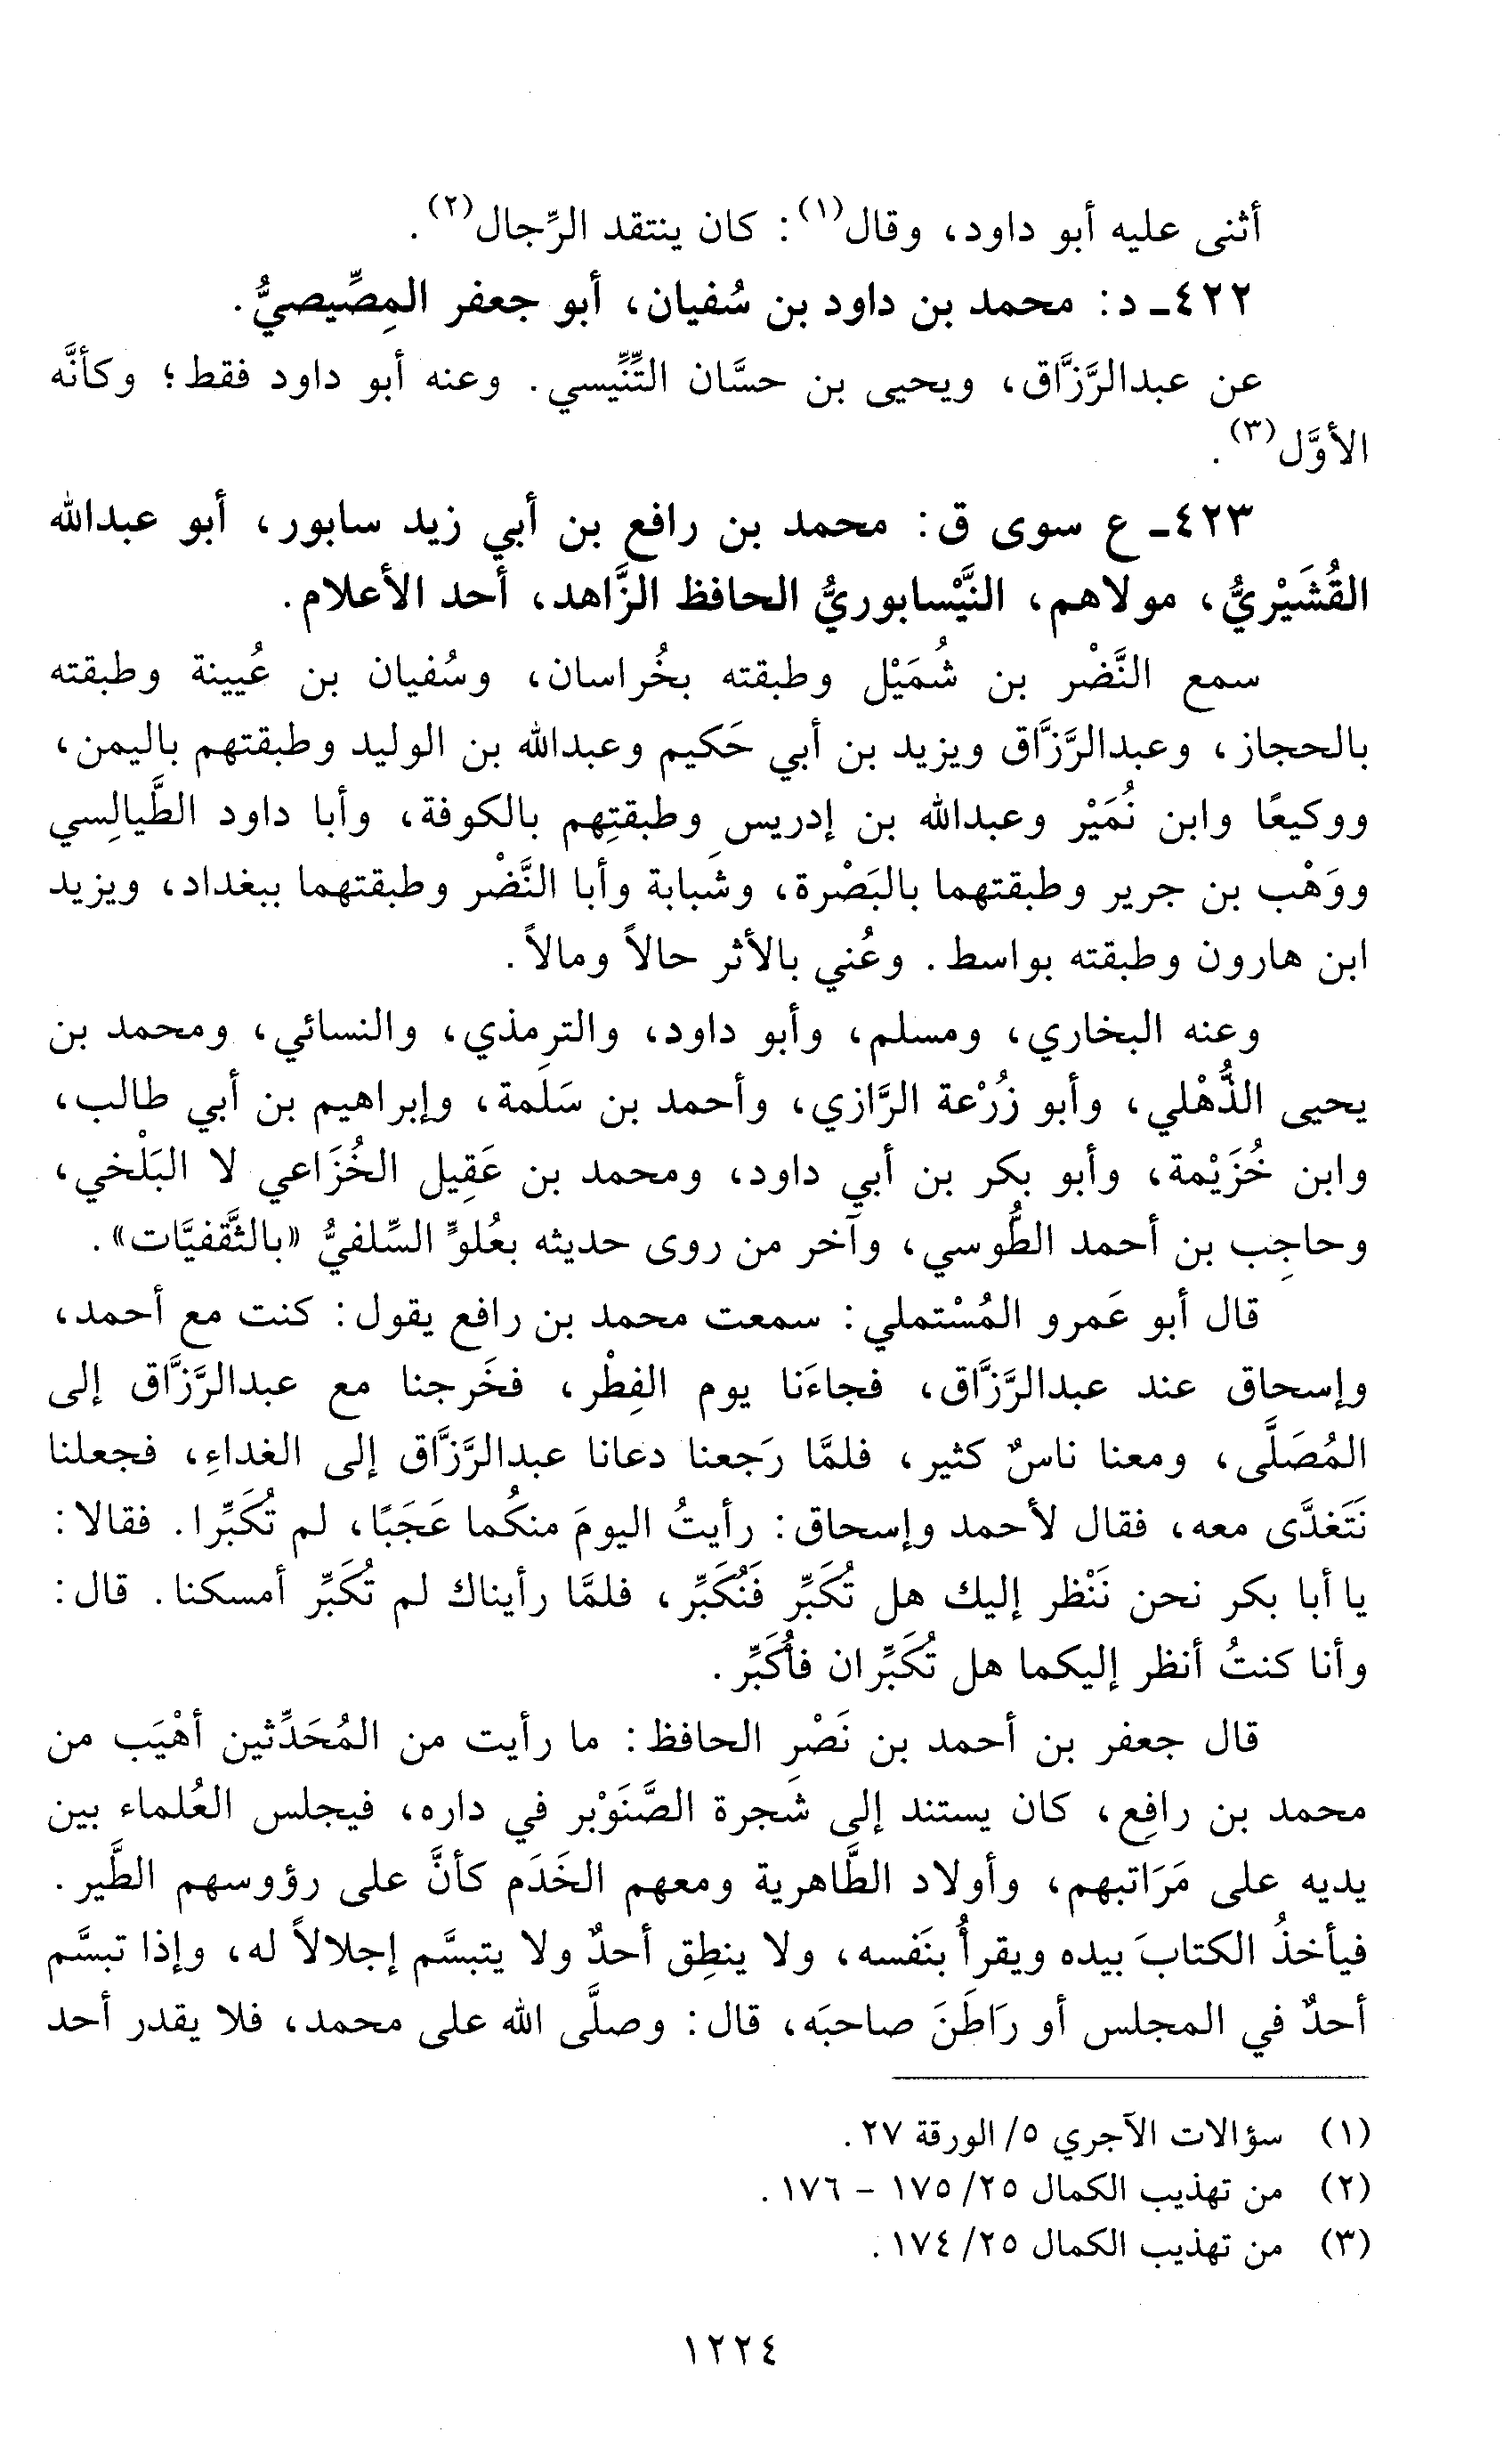 أثنى عليه أبو داود، وقال(١): كان ينتقد الرِّجال(٢).
٤٢٢ـ د: محمد بن داود بن سُفيان، أبو جعفر المِصِّيصيُّ.
عن عبدالرَّزَّاق، ويحيى بن حسَّان التِّنِّيسي. وعنه أبو داود فقط؛ وكأنَّه
الأوَّل(٣).
٤٢٣ـ ع سوى ق: محمد بن رافع بن أبي زيد سابور، أبو عبدالله
القُشَيْريُّ، مولاهم، النَّيْسابوريُّ الحافظ الزَّاهد، أحد الأعلام.
سمع النَّضْر بن شُمَيْل وطبقته بخُراسان، وسُفيان بن عُيينة وطبقته
بالحجاز، وعبدالرَّزَّاق ويزيد بن أبي حَكيم وعبدالله بن الوليد وطبقتهم باليمن،
ووكيعًا وابن نُمَيْر وعبدالله بن إدريس وطبقتِهم بالكوفة، وأبا داود الطَّيالِسي
ووَهْب بن جرير وطبقتهما بالبَصْرة، وشَبابة وأبا النَّضْر وطبقتهما ببغداد، ويزيد
ابن هارون وطبقته بواسط. وعُني بالأثر حالاً ومالاً.
وعنه البخاري، ومسلم، وأبو داود، والترمِذي، والنسائي، ومحمد بن
يحيى الذُّهْلي، وأبو زُرْعة الرَّازي، وأحمد بن سَلَمة، وإبراهيم بن أبي طالب،
وابن خُزَيْمة، وأبو بكر بن أبي داود، ومحمد بن عَقِيل الخُزَاعي لا البَلْخي،
وحاجِب بن أحمد الطُّوسي، وآخر من روى حديثه بعُلوٍّ السِّلفيُّ «بالثَّقفيَّات».
قال أبو عَمرو المُسْتملي: سمعت محمد بن رافع يقول: كنت مع أحمد،
وإسحاق عند عبدالرَّزَّاق، فجاءَنا يوم الفِطْر، فخَرجنا مع عبدالرَّزَّاق إلى
المُصَلَّى، ومعنا ناسٌ كثير، فلمَّا رَجعنا دعانا عبدالرَّزَّاق إلى الغداءِ، فجعلنا
نَتَغدَّى معه، فقال لأحمد وإسحاق: رأيتُ اليومَ منكُما عَجَبًا، لم تُكَبِّرا. فقالا:
يا أبا بكر نحن نَنْظر إليك هل تُكَبِّر فَنُكَبِّر، فلمَّا رأيناك لم تُكَبِّر أمسكنا. قال:
وأنا كنتُ أنظر إليكما هل تُكَبِّران فأُكَبِّر.
قال جعفر بن أحمد بن نَصْرٍ الحافظ: ما رأيت من المُحَدِّثين أهْيَب من
محمد بن رافِع، كان يستند إلى شَجرة الصَّنَوْبر في داره، فيجلس العُلماء بين
يديه على مَرَاتبهم، وأولاد الطَّاهرية ومعهم الخَدَم كأنَّ على رؤوسهم الطَّير.
فيأخذُ الكتابَ بيده ويقرأُ بنَفسه، ولا ينطِق أحدٌ ولا يتبسَّم إجلالاً له، وإذا تبسَّم
أحدٌ في المجلس أو رَاطَنَ صاحبَه، قال: وصلَّى الله على محمد، فلا يقدر أحد
(١) سؤالات الآجري ٥/ الورقة ٢٧.
(٢) من تهذيب الكمال ٢٥/ ١٧٥ - ١٧٦.
(٣) من تهذيب الكمال ٢٥/ ١٧٤.
١٢٢٤